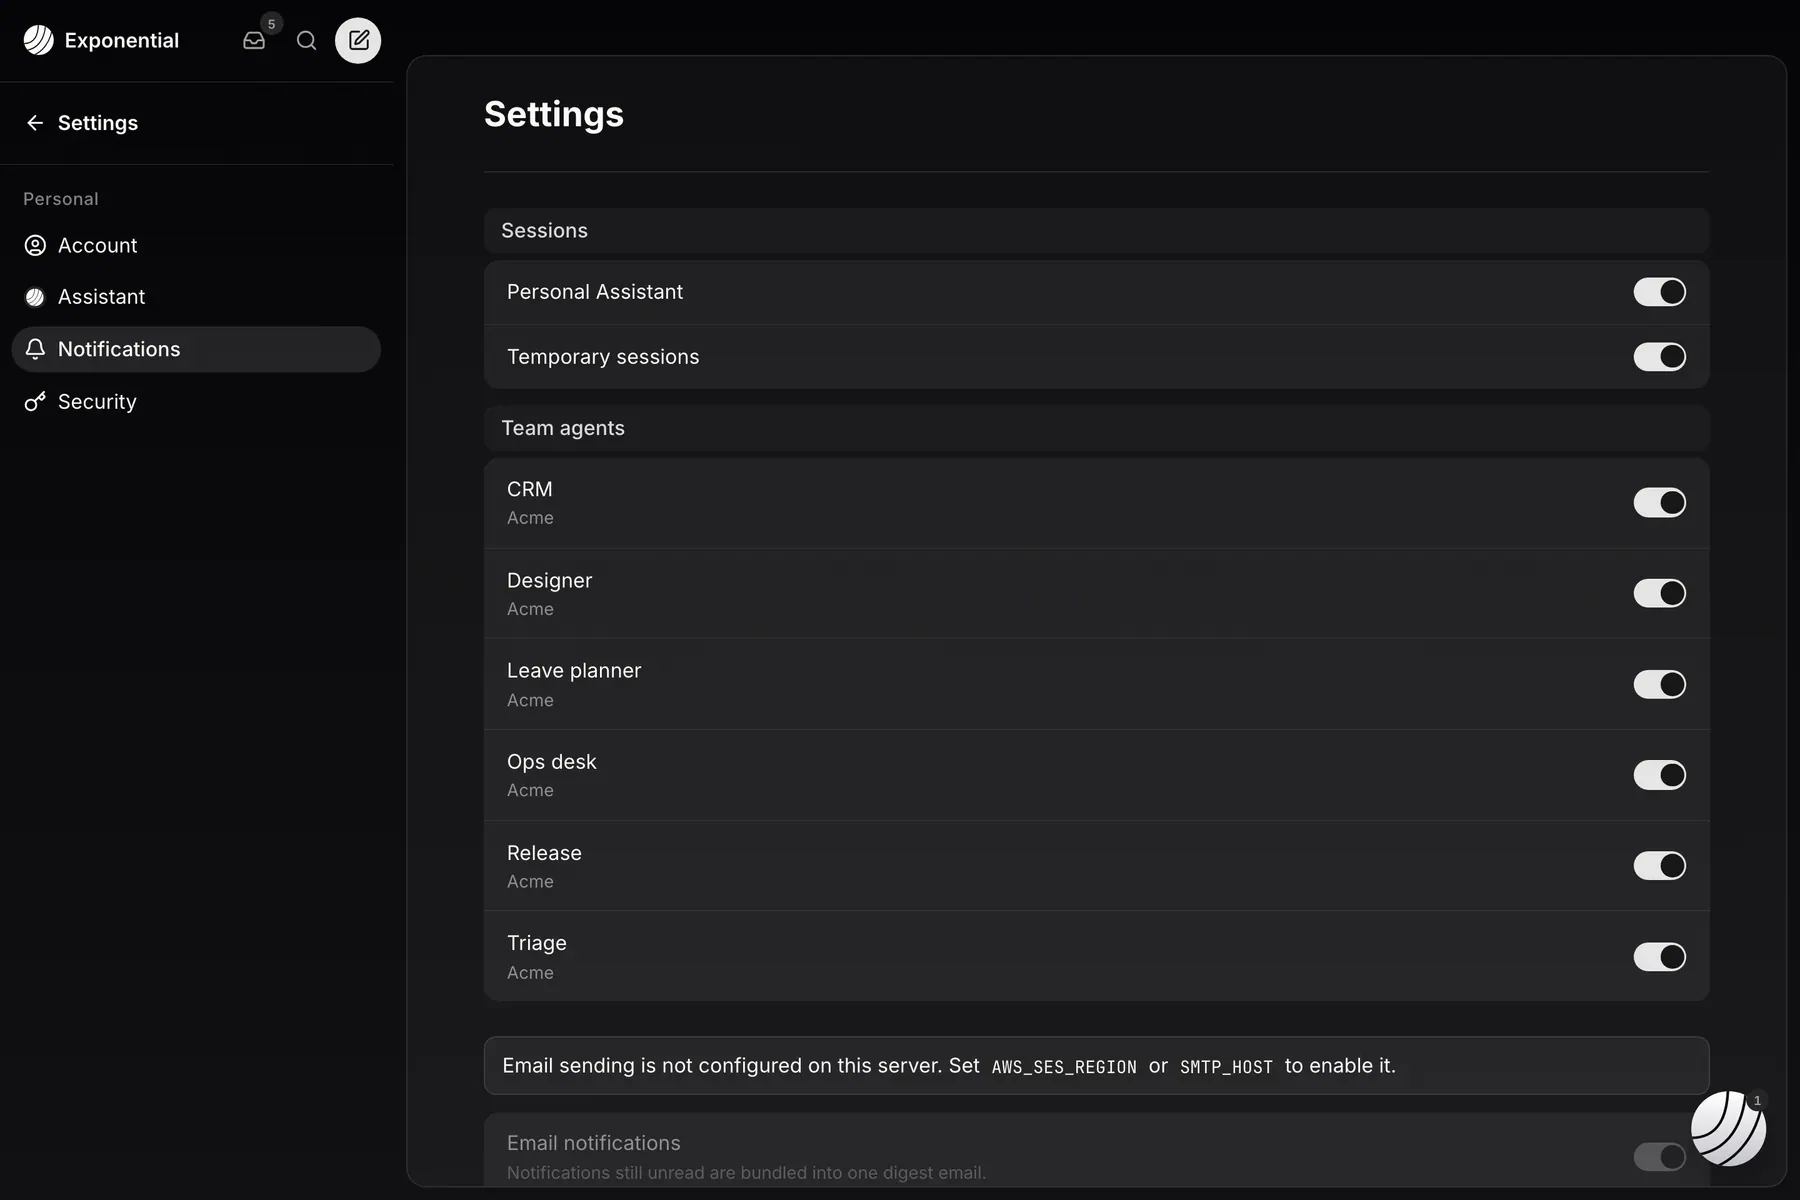 Exponential
5
Settings
Personal
Account
Assistant
Notifications
Security
Settings
Sessions
Personal Assistant
Temporary sessions
Team agents
CRM
Acme
Designer
Acme
Leave planner
Acme
Ops desk
Acme
Release
Acme
Triage
Acme
Email sending is not configured on this server. Set AWS_SES_REGION or SMTP_HOST to enable it.
1
Email notifications
Notifications still unread are bundled into one digest email.